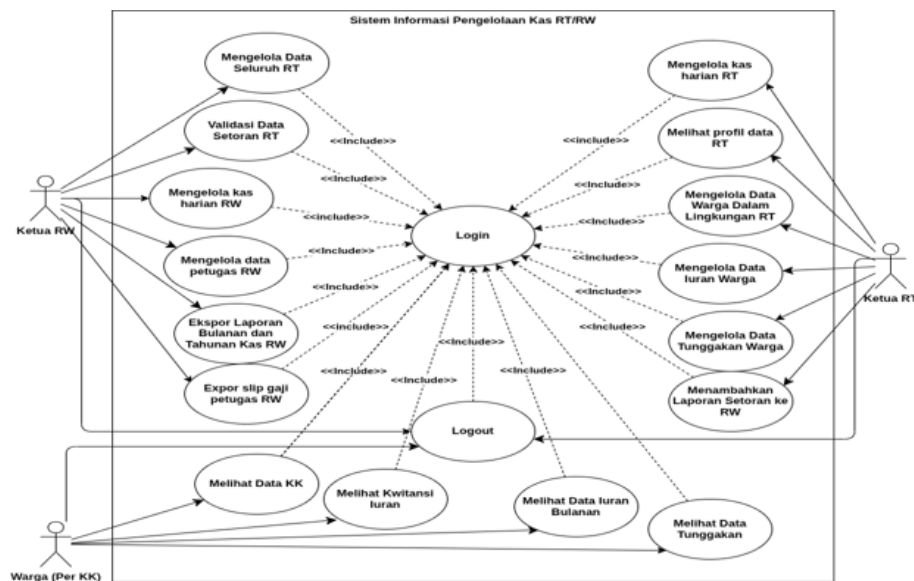 Sistem Informasi Pengelolaan Kas RT/RW
Mengelola Data
Seluruh RT
Mengelola kas
harian RT
Validasi Data
Setoran RT
<<Include>>
<<include>>
Melihat profil data
RT
<<Include>>
<<Include>>
Mengelola kas
harian RW
Mengelola Data
Warga Dalam
Lingkungan RT
<<include>>
<<Include>>
Ketua RW
Login
Mengelola data
petugas RW
<<Include>>
<<Include>>
Mengelola Data
Iuran Warga
Ketua RT
<<Include>>
<<Include>>
Ekspor Laporan
Bulanan dan
Tahunan Kas RW
<<include>>
<<Include>>
<<Include>>
Mengelola Data
Tunggakan Warga
Expor slip gaji
petugas RW
<<Include>>
<<Include>>
<<Include>>
<<Include>>
Menambahkan
Laporan Setoran ke
RW
Logout
Melihat Data KK
Melihat Kwitansi
Iuran
Melihat Data Iuran
Bulanan
Melihat Data
Tunggakan
Warga (Per KK)